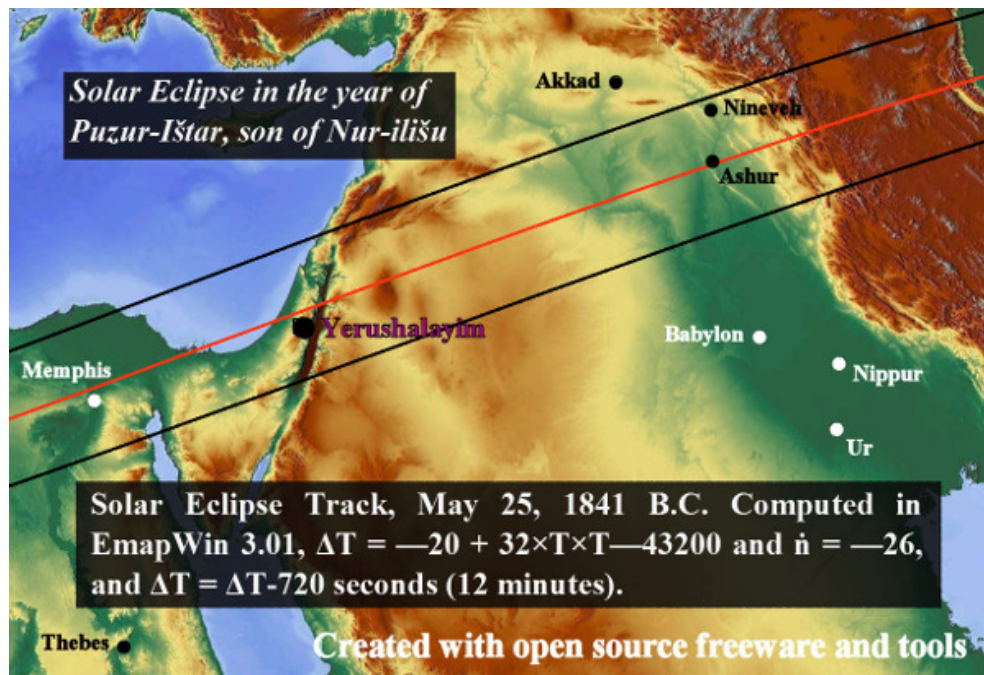 Solar Eclipse in the year of
Puzur-Ištar, son of Nur-ilišu
Akkad
Nineveh
Ashur
Yerushalayim
Babylon
Memphis
Nippur
Ur
Solar Eclipse Track, May 25, 1841 B.C. Computed in
EmapWin 3.01, ΔT = —20 + 32×T×T—43200 and ṅ = —26,
and ΔT = ΔT-720 seconds (12 minutes).
Thebes
Created with open source freeware and tools